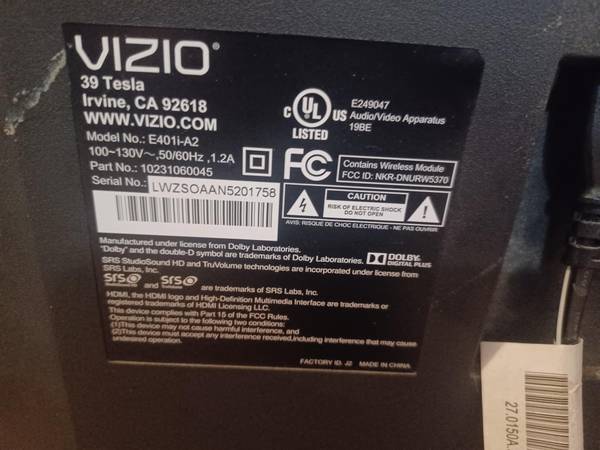 VIZIO®
39 Tesla
Irvine, CA 92618
WWW.VIZIO.COM
Model No.: E401i-A2
100~130V~,50/60Hz ,1.2A
Part No.: 10231060045
Serial No.: LWZSOAAN5201758
C UL US
LISTED
E249047
Audio/Video Apparatus
19BE
FC
Contains Wireless Module
FCC ID: NKR-DNURW5370
CAUTION
RISK OF ELECTRIC SHOCK
DO NOT OPEN
AVIS: RISQUE DE CHOC ELECTRIQUE - NE PAS OUVRIR
Manufactured under license from Dolby Laboratories.
"Dolby" and the double-D symbol are trademarks of Dolby Laboratories.
DOLBY
DIGITAL PLUS
SRS StudioSound HD and TruVolume technologies are incorporated under license from
SRS Labs, Inc.
SRS and SRS are trademarks of SRS Labs, Inc.
HDMI, the HDMI logo and High-Definition Multimedia Interface are trademarks or
registered trademarks of HDMI Licensing LLC.
This device complies with Part 15 of the FCC Rules.
Operation is subject to the following two conditions:
(1)This device may not cause harmful interference, and
(2)This device must accept any interference received,including interference that may cause
undesired operation.
FACTORY ID: J2 MADE IN CHINA
27.0150A